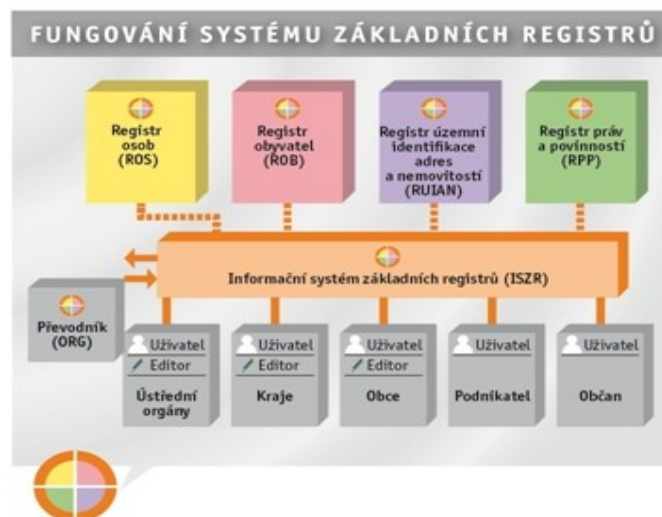 FUNGOVÁNÍ SYSTÉMU ZÁKLADNÍCH REGISTRŮ
Registr
osob
(ROS)
Registr
obyvatel
(ROB)
Registr územní
identifikace
adres
a nemovitostí
(RUIAN)
Registr práv
a povinností
(RPP)
Informační systém základních registrů (ISZR)
Převodník
(ORG)
Uživatel
Editor
Ústřední
orgány
Uživatel
Editor
Kraje
Uživatel
Editor
Obce
Uživatel
Podnikatel
Uživatel
Občan